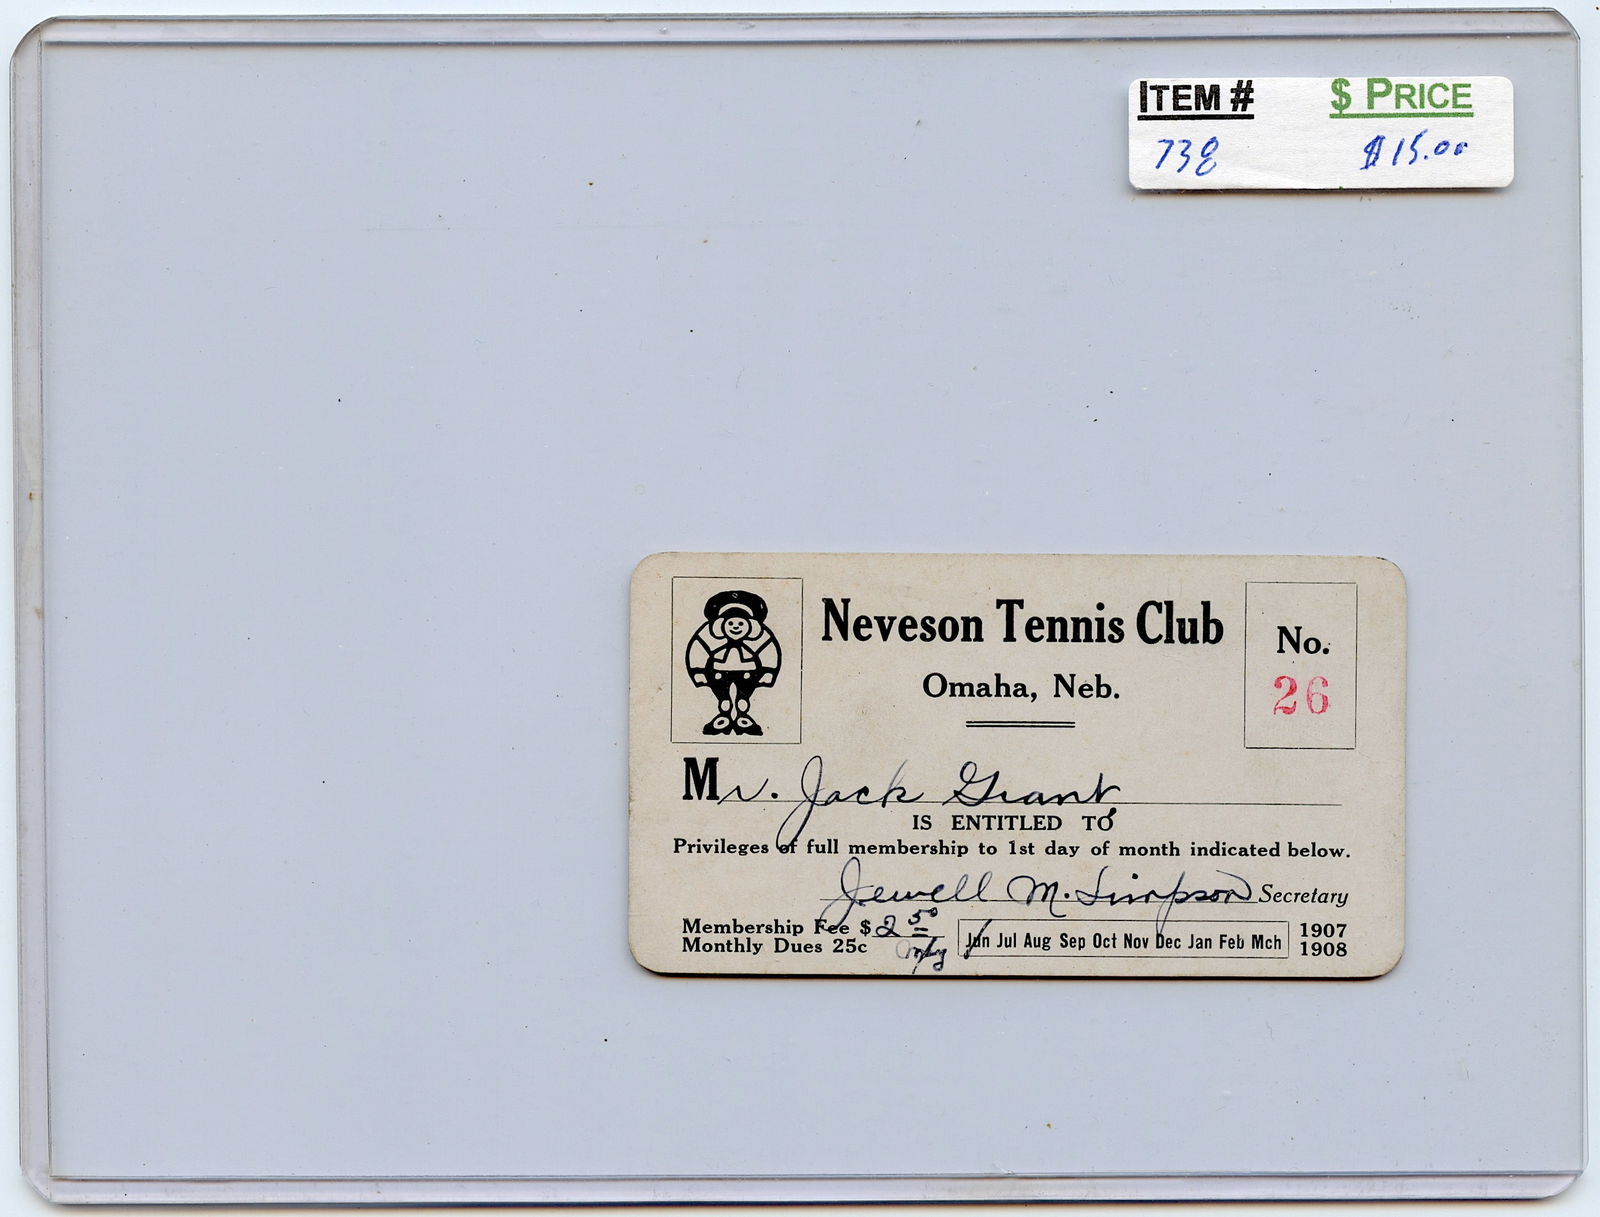 ITEM # $ PRICE
738 $15.00
Neveson Tennis Club
Omaha, Neb.
No.
26
Mr. Jack Grant
IS ENTITLED TO
Privileges of full membership to 1st day of month indicated below.
Jewell M. Simpson Secretary
Membership Fee $ 2 50
Monthly Dues 25c
Jun Jul Aug Sep Oct Nov Dec Jan Feb Mch
1907
1908